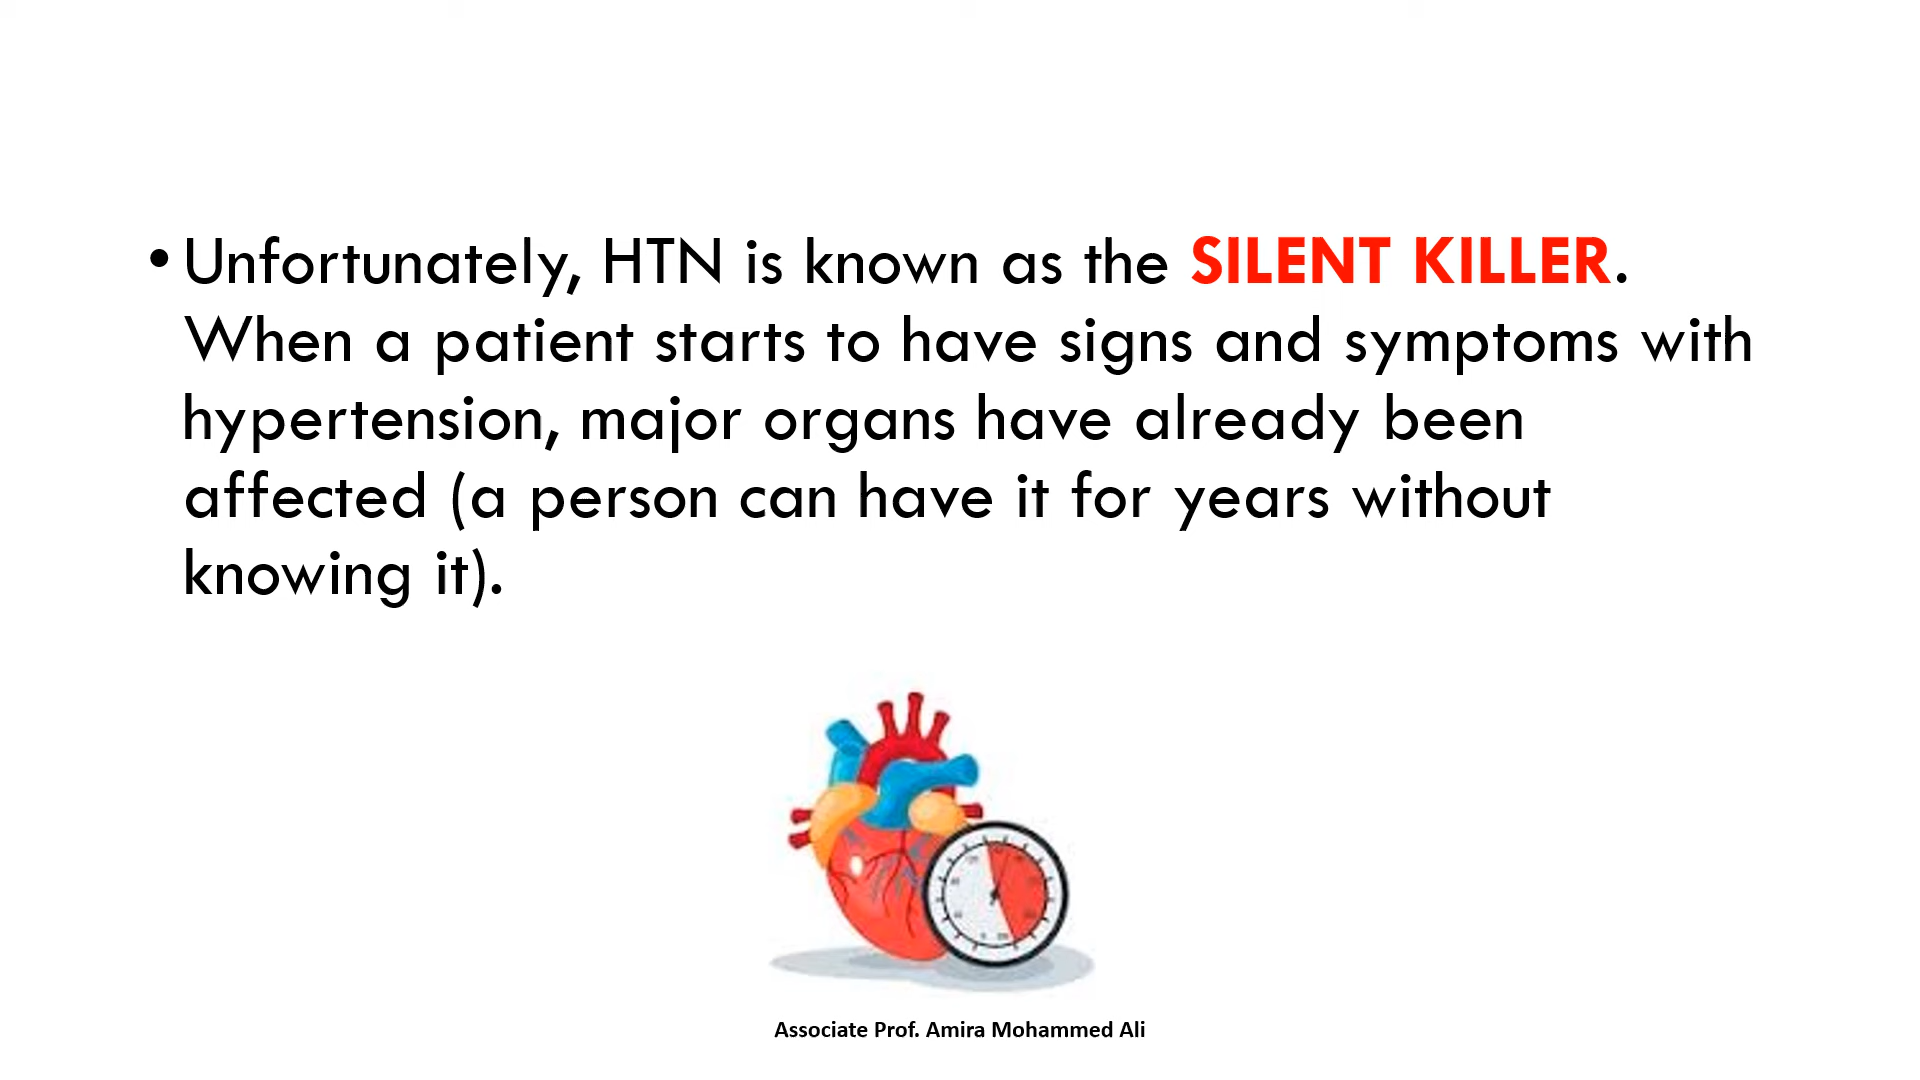 • Unfortunately, HTN is known as the SILENT KILLER.
When a patient starts to have signs and symptoms with
hypertension, major organs have already been
affected (a person can have it for years without
knowing it).
Associate Prof. Amira Mohammed Ali